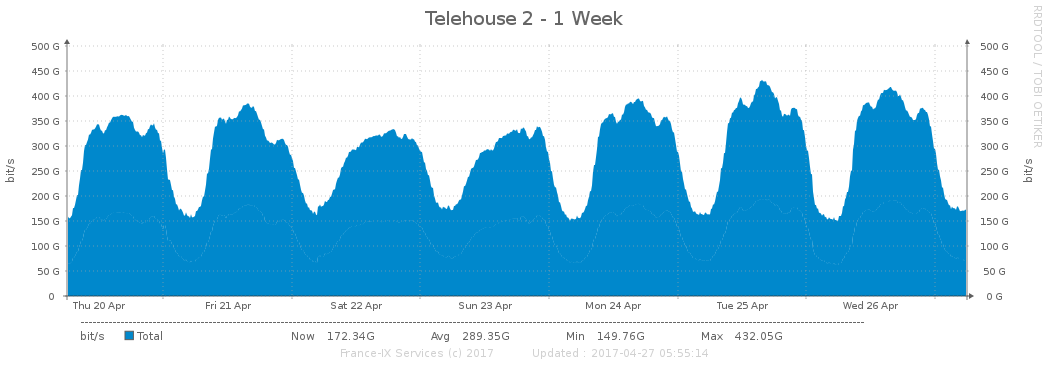 Telehouse 2 - 1 Week
RRDTOOL / TOBI OETIKER
bit/s
500 G 500 G
450 G 450 G
400 G 400 G
350 G 350 G
300 G 300 G
250 G 250 G
200 G 200 G
150 G 150 G
100 G 100 G
50 G 50 G
0 0 G
bit/s
Thu 20 Apr Fri 21 Apr Sat 22 Apr Sun 23 Apr Mon 24 Apr Tue 25 Apr Wed 26 Apr
bit/s Total Now 172.34G Avg 289.35G Min 149.76G Max 432.05G
France-IX Services (c) 2017 Updated : 2017-04-27 05:55:14